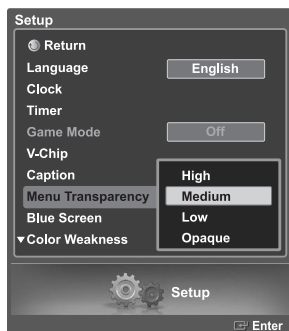 Setup
Return
Language English
Clock
Timer
Game Mode Off
V-Chip
Caption High
Menu Transparency Medium
Blue Screen Low
▼Color Weakness Opaque
Setup
Enter